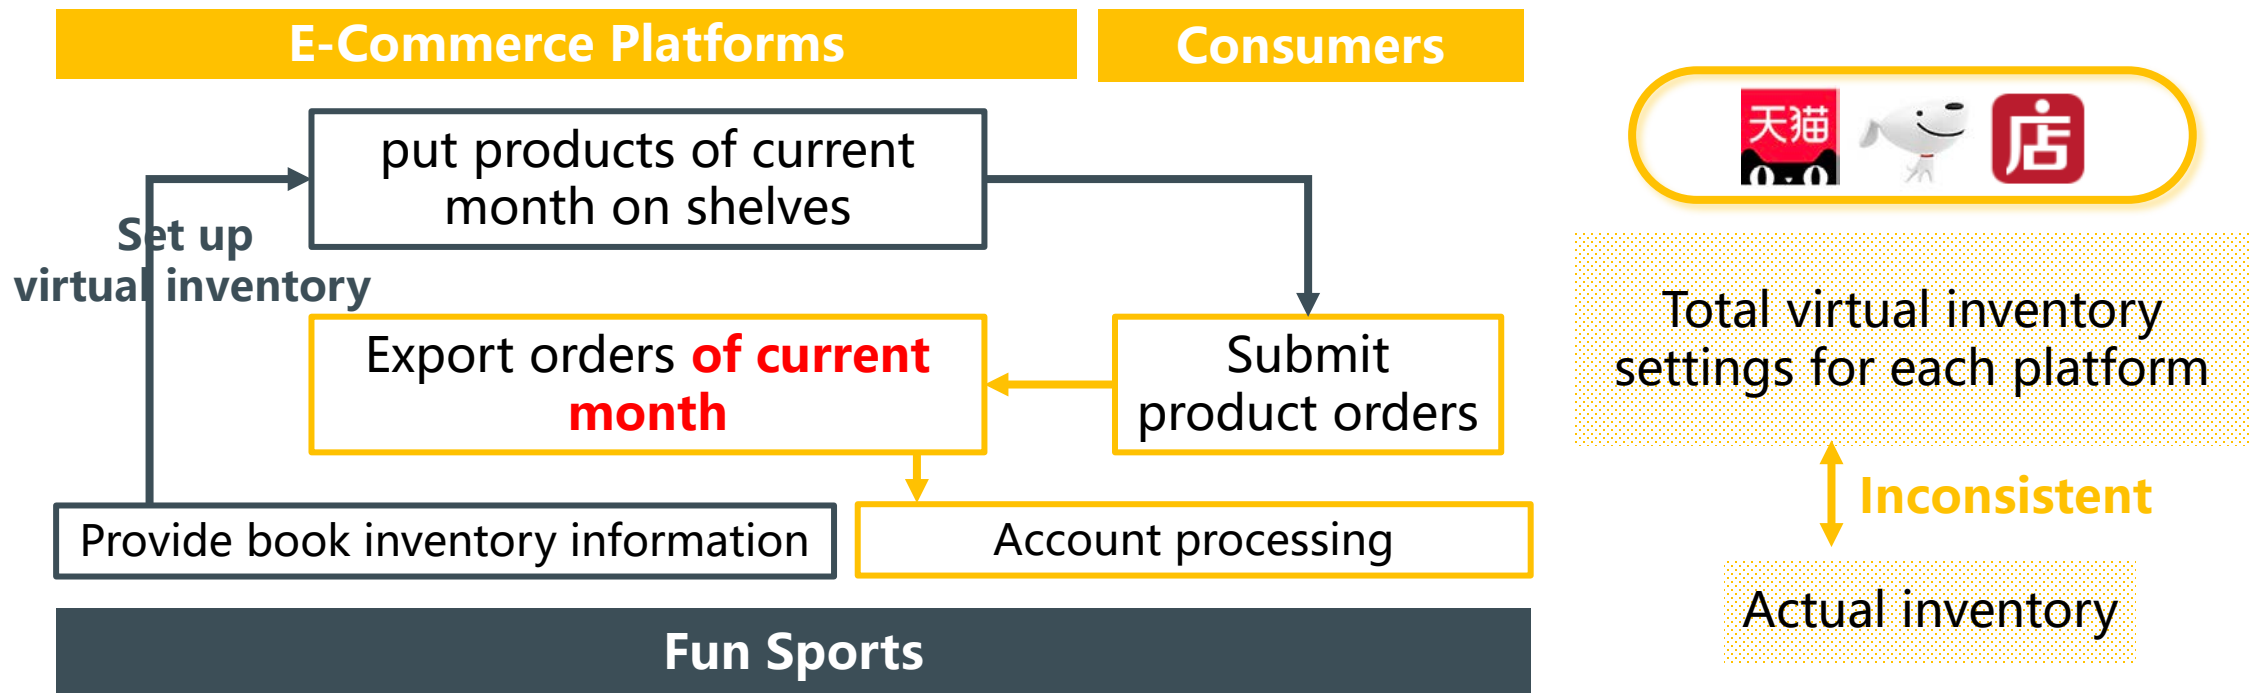 E-Commerce Platforms
Consumers
put products of current
month on shelves
Set up
virtual inventory
Export orders of current
month
Submit
product orders
Provide book inventory information
Account processing
Fun Sports
天猫
店
Total virtual inventory
settings for each platform
Inconsistent
Actual inventory